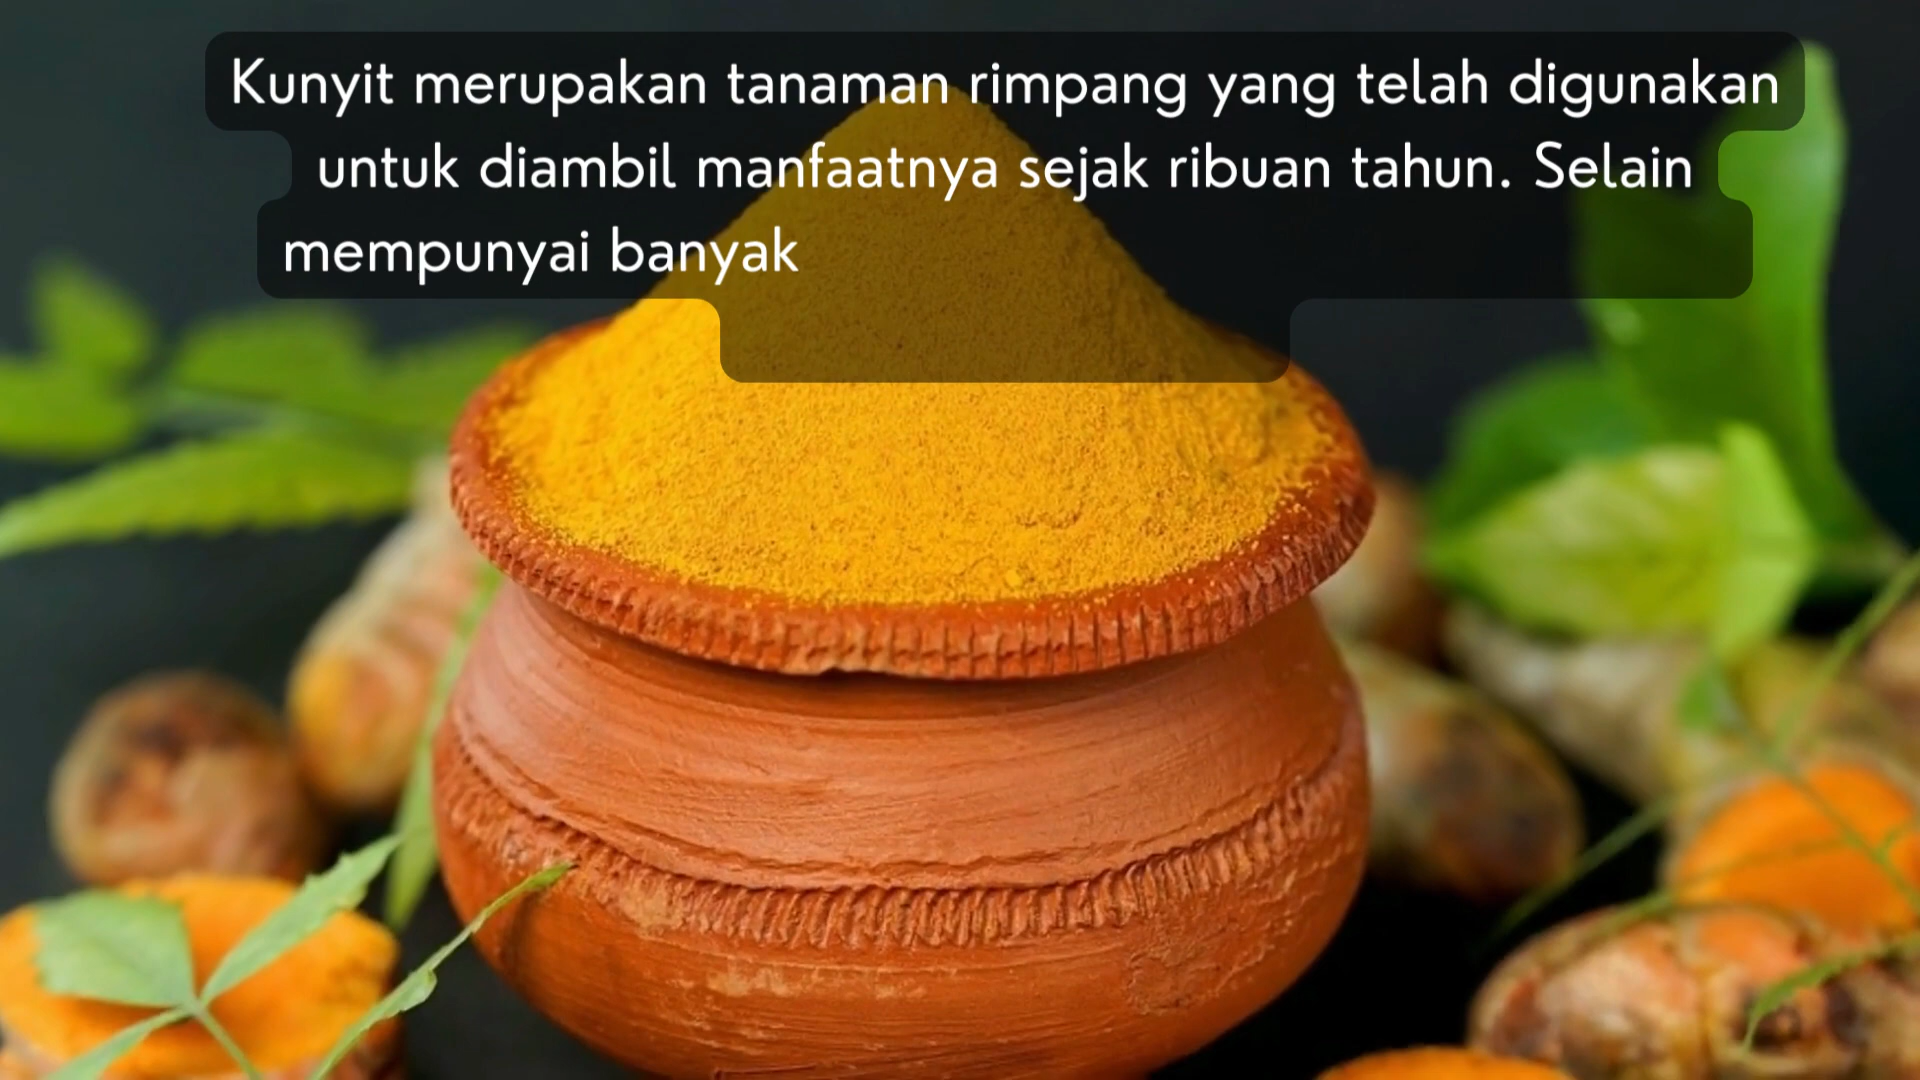 Kunyit merupakan tanaman rimpang yang telah digunakan
untuk diambil manfaatnya sejak ribuan tahun. Selain
mempunyai banyak